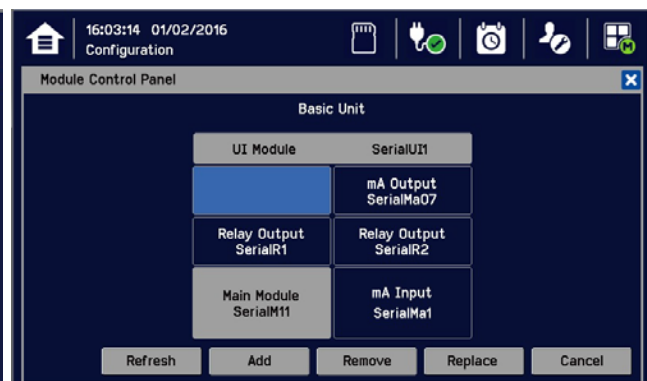 16:03:14 01/02/2016
Configuration
M
Module Control Panel
Basic Unit
UI Module SerialUI1
mA Output
SerialMaO7
Relay Output
SerialR1
Relay Output
SerialR2
Main Module
SerialM11
mA Input
SerialMa1
Refresh Add Remove Replace Cancel